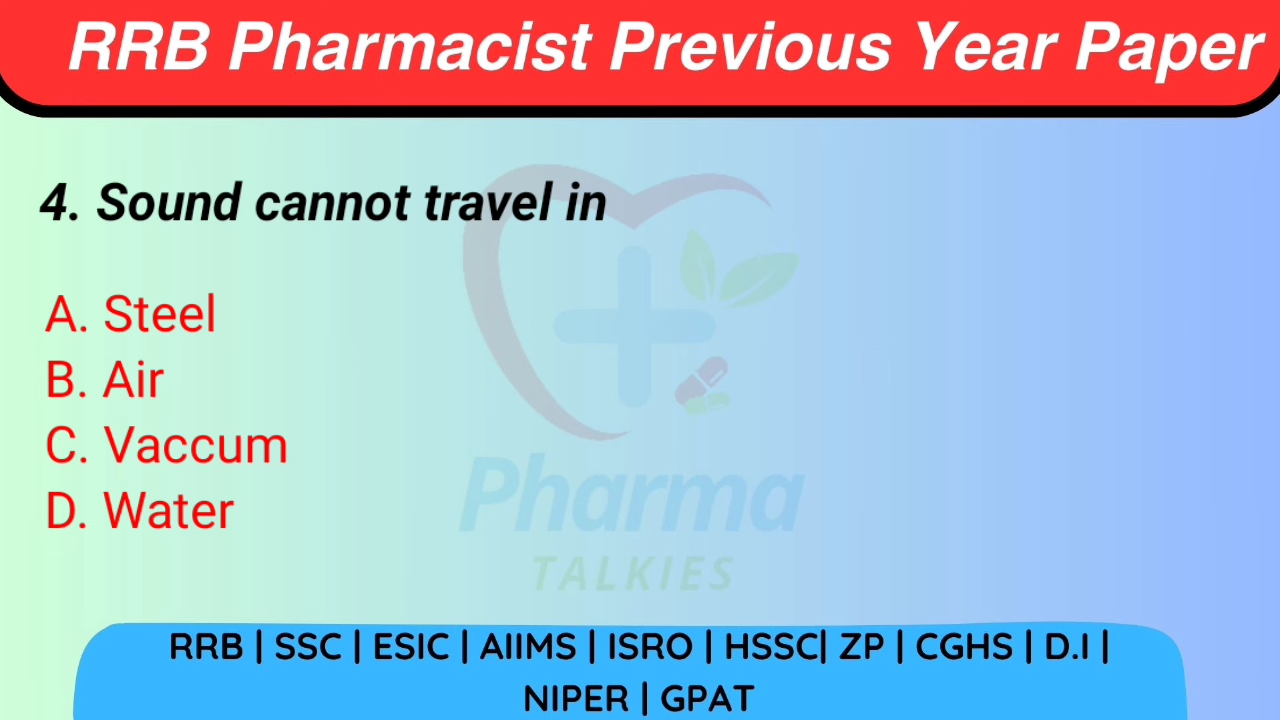 RRB Pharmacist Previous Year Paper
4. Sound cannot travel in
A. Steel
B. Air
C. Vaccum
D. Water
Pharma
TALKIES
RRB | SSC | ESIC | AIIMS | ISRO | HSSC| ZP | CGHS | D.I |
NIPER | GPAT